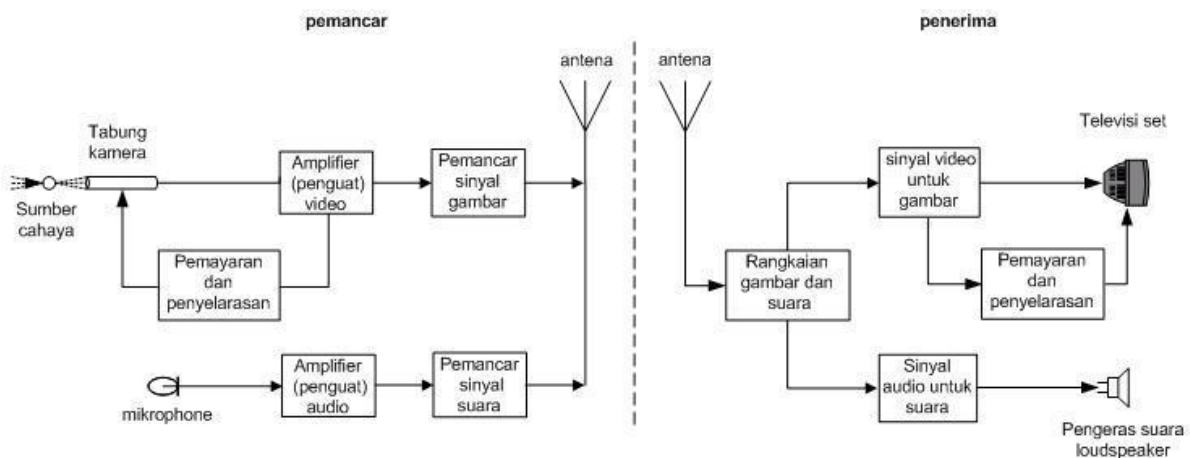 pemancar
penerima
antena
antena
Tabung
kamera
Sumber
cahaya
Amplifier
(penguat)
video
Pemancar
sinyal
gambar
Pemayaran
dan
penyelarasan
mikrophone
Amplifier
(penguat)
audio
Pemancar
sinyal
suara
Rangkaian
gambar dan
suara
sinyal video
untuk
gambar
Televisi set
Pemayaran
dan
penyelarasan
Sinyal
audio untuk
suara
Pengeras suara
loudspeaker